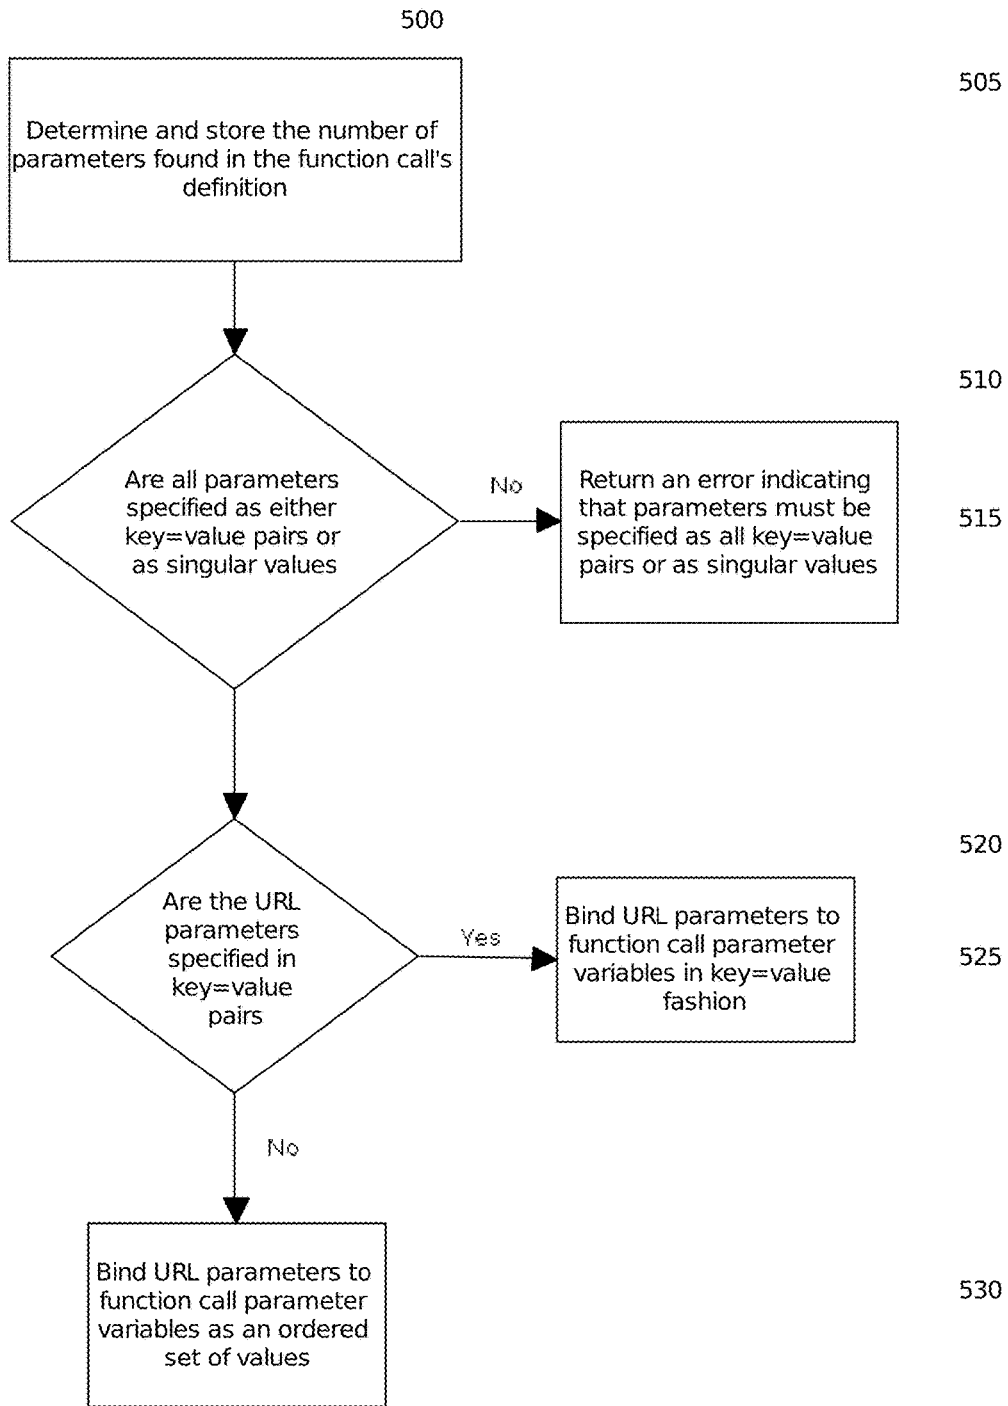 500
505
Determine and store the number of
parameters found in the function call's
definition
510
Are all parameters
specified as either
key=value pairs or
as singular values
No
Return an error indicating
that parameters must be
specified as all key=value
pairs or as singular values
515
520
Are the URL
parameters
specified in
key=value
pairs
Yes
Bind URL parameters to
function call parameter
variables in key=value
fashion
525
No
Bind URL parameters to
function call parameter
variables as an ordered
set of values
530